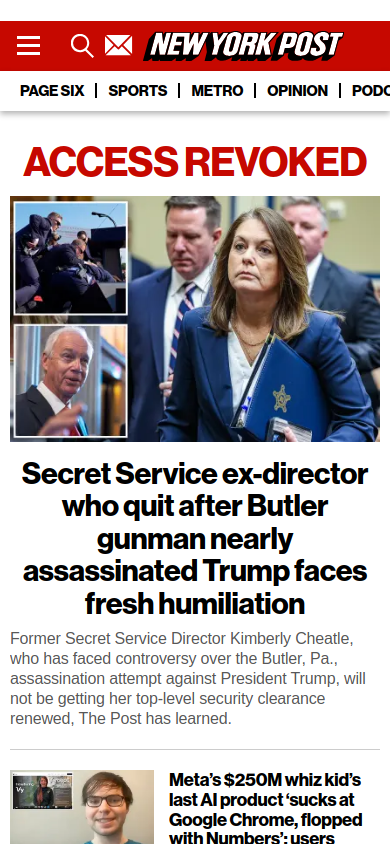 NEW YORK POST
PAGE SIX
SPORTS
METRO
OPINION
PODC
ACCESS REVOKED
Secret Service ex-director
who quit after Butler
gunman nearly
assassinated Trump faces
fresh humiliation
Former Secret Service Director Kimberly Cheatle,
who has faced controversy over the Butler, Pa.,
assassination attempt against President Trump, will
not be getting her top-level security clearance
renewed, The Post has learned.
Meta's $250M whiz kid's
last AI product ‘sucks at
Google Chrome, flopped
with Numbers’: users
Vy